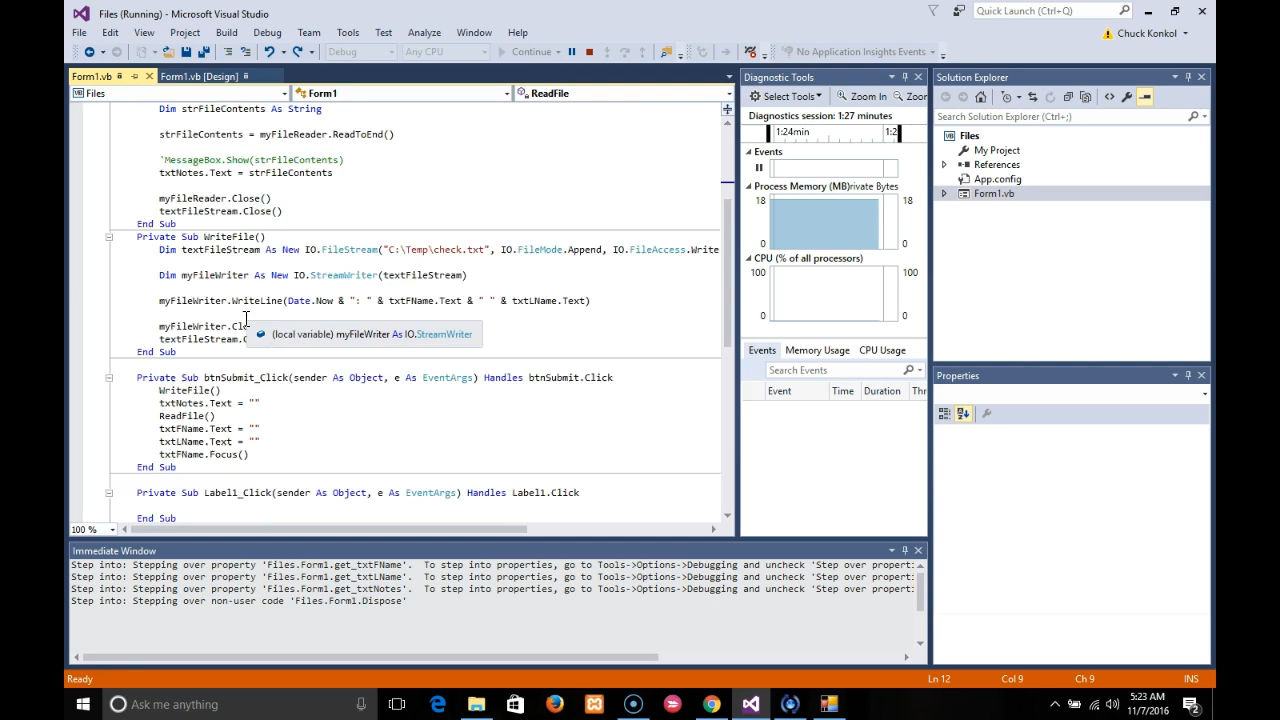 Files (Running) - Microsoft Visual Studio
Quick Launch (Ctrl+Q)
File Edit View Project Build Debug Team Tools Test Analyze Window Help
Chuck Konkol
Debug Any CPU Continue No Application Insights Events
Form1.vb Form1.vb [Design]
Files Form1 ReadFile
Dim strFileContents As String
strFileContents = myFileReader.ReadToEnd()
'MessageBox.Show(strFileContents)
txtNotes.Text = strFileContents
myFileReader.Close()
textFileStream.Close()
End Sub
Private Sub WriteFile()
Dim textFileStream As New IO.FileStream("C:\Temp\check.txt", IO.FileMode.Append, IO.FileAccess.Write
Dim myFileWriter As New IO.StreamWriter(textFileStream)
myFileWriter.WriteLine(Date.Now & ": " & txtFName.Text & " " & txtLName.Text)
myFileWriter.Clo
(local variable) myFileWriter As IO.StreamWriter
textFileStream.C
End Sub
Private Sub btnSubmit_Click(sender As Object, e As EventArgs) Handles btnSubmit.Click
WriteFile()
txtNotes.Text = ""
ReadFile()
txtFName.Text = ""
txtLName.Text = ""
txtFName.Focus()
End Sub
Private Sub Label1_Click(sender As Object, e As EventArgs) Handles Label1.Click
End Sub
100 %
Diagnostic Tools
Select Tools Zoom In Zoor
Diagnostics session: 1:27 minutes
1:24min 1:2
Events
Process Memory (MB) rivate Bytes
18 18
0 0
CPU (% of all processors)
100 100
0 0
Events Memory Usage CPU Usage
Search Events
Event Time Duration Thr
Solution Explorer
Search Solution Explorer (Ctrl+;)
Files
My Project
References
App.config
Form1.vb
Properties
Immediate Window
Step into: Stepping over property 'Files.Form1.get_txtFName'. To step into properties, go to Tools->Options->Debugging and uncheck 'Step over properti
Step into: Stepping over property 'Files.Form1.get_txtLName'. To step into properties, go to Tools->Options->Debugging and uncheck 'Step over properti
Step into: Stepping over property 'Files.Form1.get_txtNotes'. To step into properties, go to Tools->Options->Debugging and uncheck 'Step over properti
Step into: Stepping over non-user code 'Files.Form1.Dispose'
Ready Ln 12 Col 9 Ch 9 INS
Ask me anything
5:23 AM
11/7/2016
2